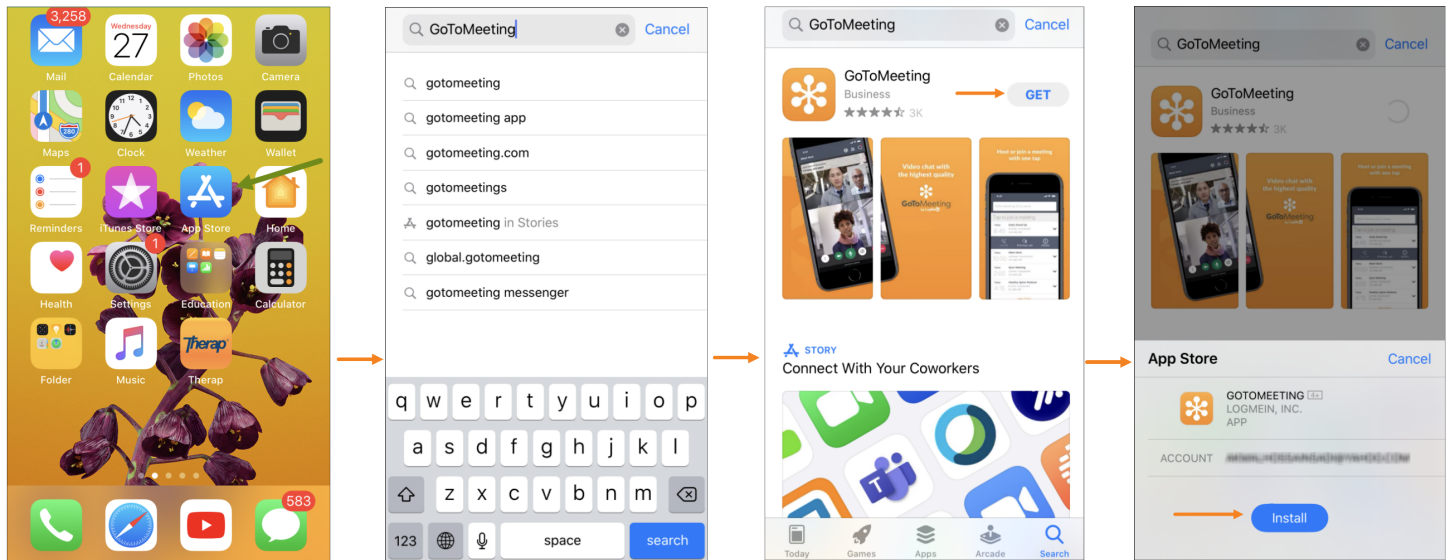 3,258
Wednesday
27
Mail
Calendar
Photos
Camera
280
Maps
Clock
Weather
Wallet
1
Reminders
iTunes Store
App Store
Home
1
Health
Settings
Education
Calculator
Therap
Folder
Music
Therap
583
GoToMeeting
Cancel
gotomeeting
gotomeeting app
gotomeeting.com
gotomeetings
gotomeeting in Stories
global.gotomeeting
gotomeeting messenger
q w e r t y u i o p
a s d f g h j k l
z x c v b n m
123
space
search
GoToMeeting
Cancel
GoToMeeting
Business
GET
3K
Video chat with
the highest quality
GoToMeeting
Meet or join a meeting
with one tap
STORY
Connect With Your Coworkers
T
Today
Games
Apps
Arcade
Search
GoToMeeting
Cancel
GoToMeeting
Business
3K
Video chat with
the highest quality
GoToMeeting
Meet or join a meeting
with one tap
App Store
Cancel
GOTOMEETING 4+
LOGMEIN, INC.
APP
ACCOUNT
Install